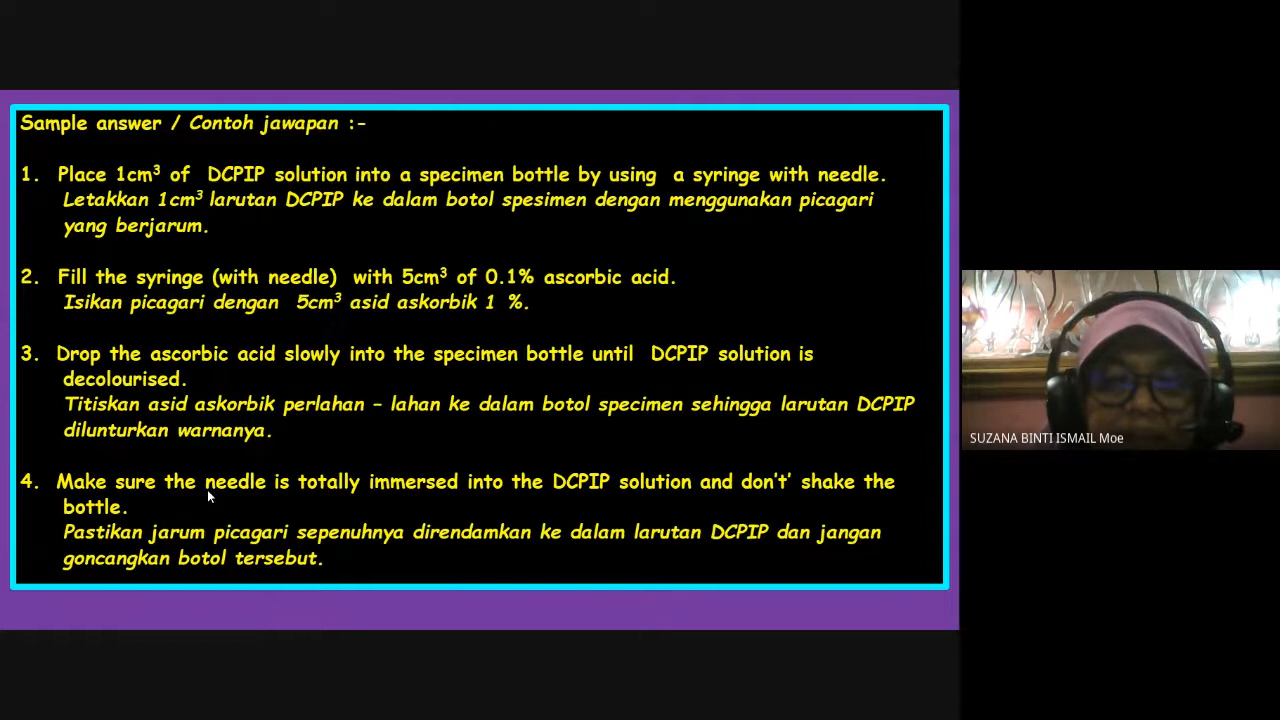 Sample answer / Contoh jawapan :-
1. Place 1cm³ of DCPIP solution into a specimen bottle by using a syringe with needle.
Letakkan 1cm³ larutan DCPIP ke dalam botol spesimen dengan menggunakan picagari
yang berjarum.
2. Fill the syringe (with needle) with 5cm³ of 0.1% ascorbic acid.
Isikan picagari dengan 5cm³ asid askorbik 1 %.
3. Drop the ascorbic acid slowly into the specimen bottle until DCPIP solution is
decolourised.
Titiskan asid askorbik perlahan – lahan ke dalam botol specimen sehingga larutan DCPIP
dilunturkan warnanya.
4. Make sure the needle is totally immersed into the DCPIP solution and don't' shake the
bottle.
Pastikan jarum picagari sepenuhnya direndamkan ke dalam larutan DCPIP dan jangan
goncangkan botol tersebut.
SUZANA BINTI ISMAIL Moe